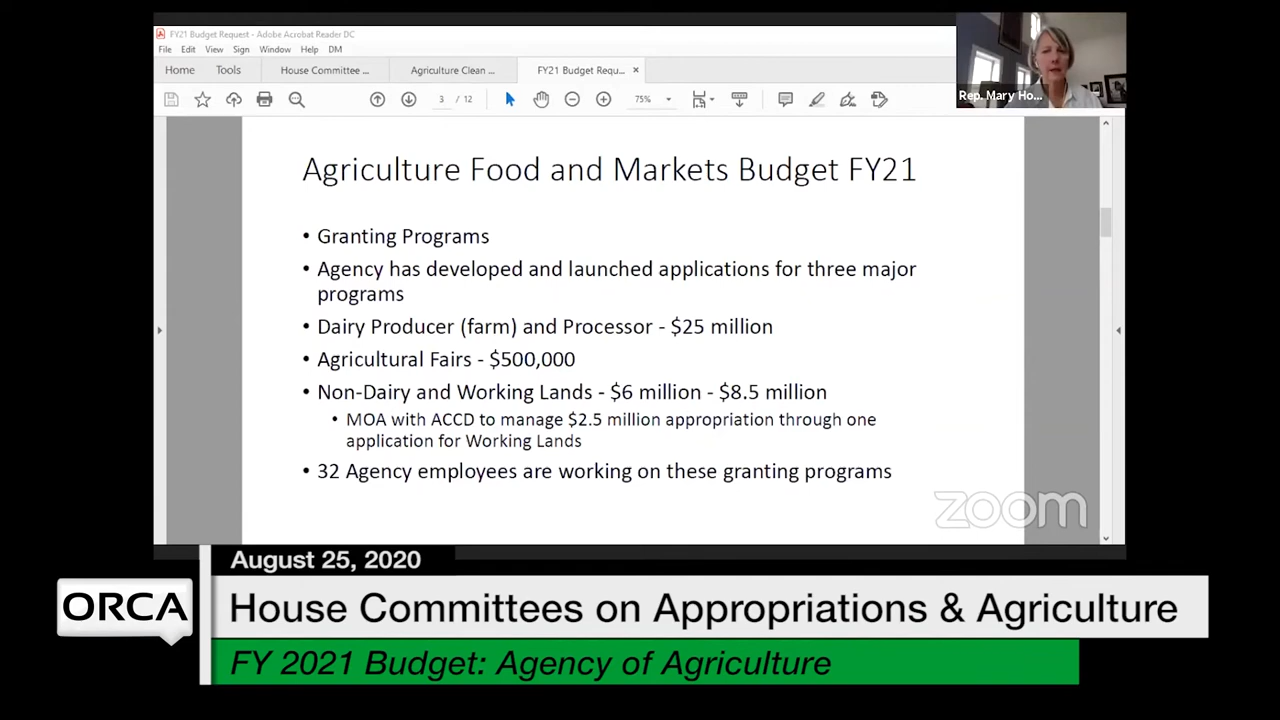 FY21 Budget Request - Adobe Acrobat Reader DC
File Edit View Sign Window Help DM
Home Tools House Committee ... Agriculture Clean ... FY21 Budget Requ... ×
3 / 12 75%
Rep. Mary Ho...
Agriculture Food and Markets Budget FY21
• Granting Programs
• Agency has developed and launched applications for three major
programs
• Dairy Producer (farm) and Processor - $25 million
• Agricultural Fairs - $500,000
• Non-Dairy and Working Lands - $6 million - $8.5 million
• MOA with ACCD to manage $2.5 million appropriation through one
application for Working Lands
• 32 Agency employees are working on these granting programs
zoom
August 25, 2020
ORCA
House Committees on Appropriations & Agriculture
FY 2021 Budget: Agency of Agriculture